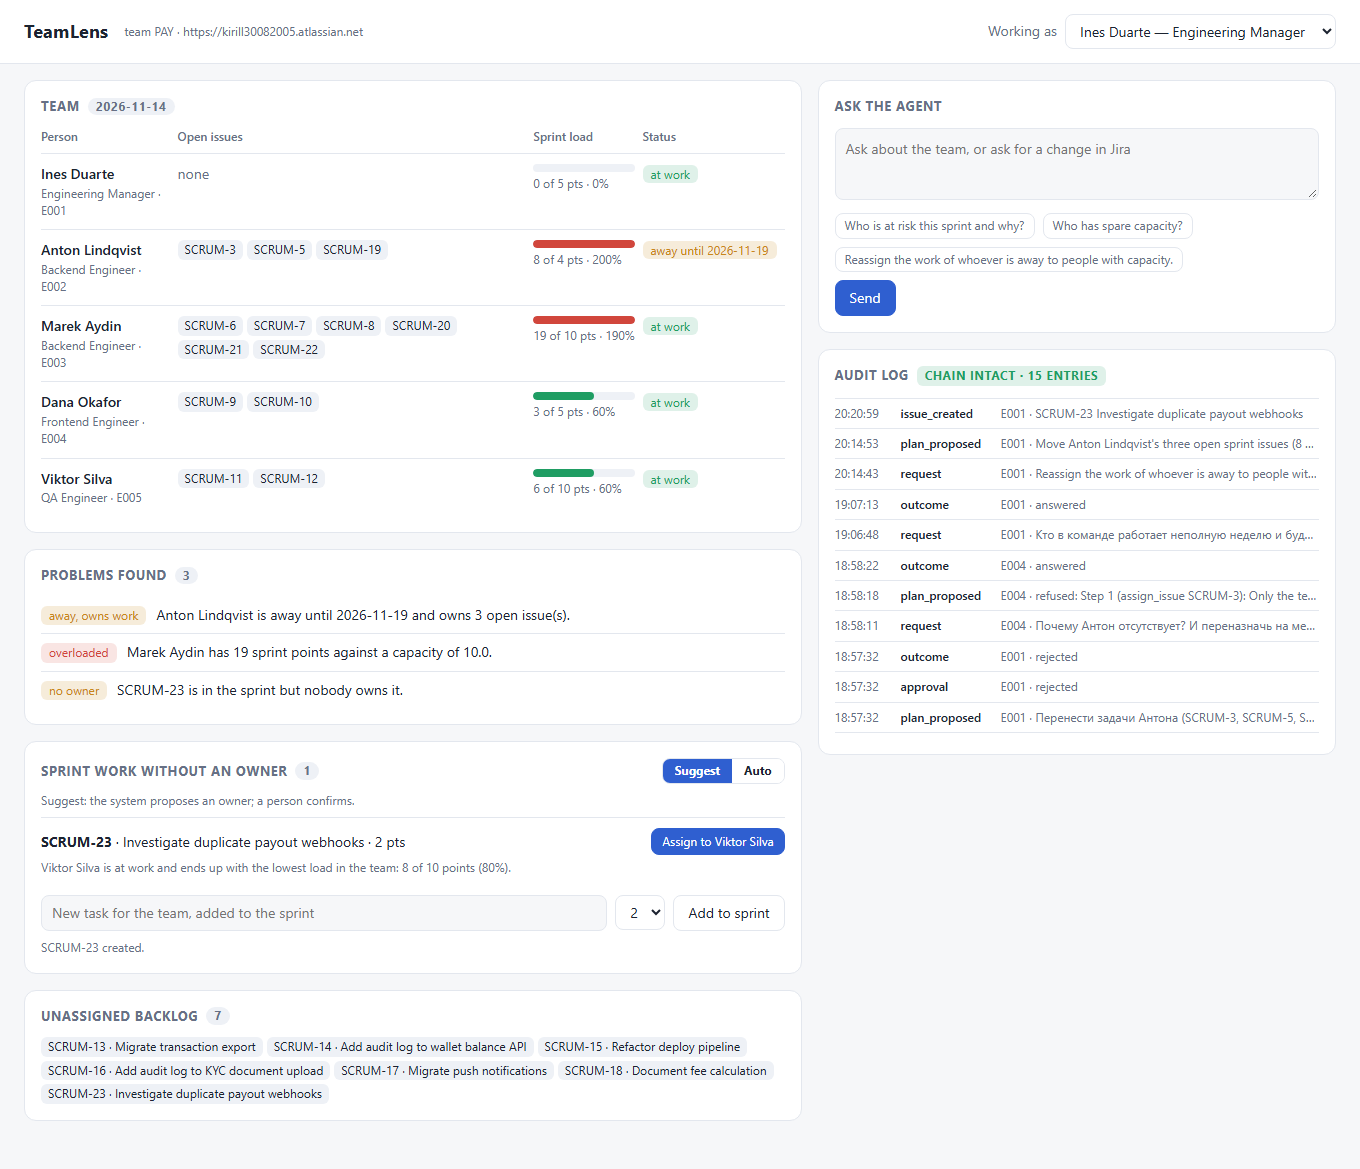 TeamLens
team PAY · https://kirill30082005.atlassian.net
Working as
Ines Duarte — Engineering Manager
TEAM
2026-11-14
Person
Open issues
Sprint load
Status
Ines Duarte
Engineering Manager ·
E001
none
0 of 5 pts · 0%
at work
Anton Lindqvist
Backend Engineer ·
E002
SCRUM-3
SCRUM-5
SCRUM-19
8 of 4 pts · 200%
away until 2026-11-19
Marek Aydin
Backend Engineer ·
E003
SCRUM-6
SCRUM-7
SCRUM-8
SCRUM-20
SCRUM-21
SCRUM-22
19 of 10 pts · 190%
at work
Dana Okafor
Frontend Engineer ·
E004
SCRUM-9
SCRUM-10
3 of 5 pts · 60%
at work
Viktor Silva
QA Engineer · E005
SCRUM-11
SCRUM-12
6 of 10 pts · 60%
at work
PROBLEMS FOUND
3
away, owns work
Anton Lindqvist is away until 2026-11-19 and owns 3 open issue(s).
overloaded
Marek Aydin has 19 sprint points against a capacity of 10.0.
no owner
SCRUM-23 is in the sprint but nobody owns it.
SPRINT WORK WITHOUT AN OWNER
1
Suggest
Auto
Suggest: the system proposes an owner; a person confirms.
SCRUM-23 · Investigate duplicate payout webhooks · 2 pts
Assign to Viktor Silva
Viktor Silva is at work and ends up with the lowest load in the team: 8 of 10 points (80%).
New task for the team, added to the sprint
2
Add to sprint
SCRUM-23 created.
UNASSIGNED BACKLOG
7
SCRUM-13 · Migrate transaction export
SCRUM-14 · Add audit log to wallet balance API
SCRUM-15 · Refactor deploy pipeline
SCRUM-16 · Add audit log to KYC document upload
SCRUM-17 · Migrate push notifications
SCRUM-18 · Document fee calculation
SCRUM-23 · Investigate duplicate payout webhooks
ASK THE AGENT
Ask about the team, or ask for a change in Jira
Who is at risk this sprint and why?
Who has spare capacity?
Reassign the work of whoever is away to people with capacity.
Send
AUDIT LOG
CHAIN INTACT · 15 ENTRIES
20:20:59 issue_created E001 · SCRUM-23 Investigate duplicate payout webhooks
20:14:53 plan_proposed E001 · Move Anton Lindqvist's three open sprint issues (8 ...
20:14:43 request E001 · Reassign the work of whoever is away to people wit...
19:07:13 outcome E001 · answered
19:06:48 request E001 · Кто в команде работает неполную неделю и буд...
18:58:22 outcome E004 · answered
18:58:18 plan_proposed E004 · refused: Step 1 (assign_issue SCRUM-3): Only the te...
18:58:11 request E004 · Почему Антон отсутствует? И переназначь на ме...
18:57:32 outcome E001 · rejected
18:57:32 approval E001 · rejected
18:57:32 plan_proposed E001 · Перенести задачи Антона (SCRUM-3, SCRUM-5, S...